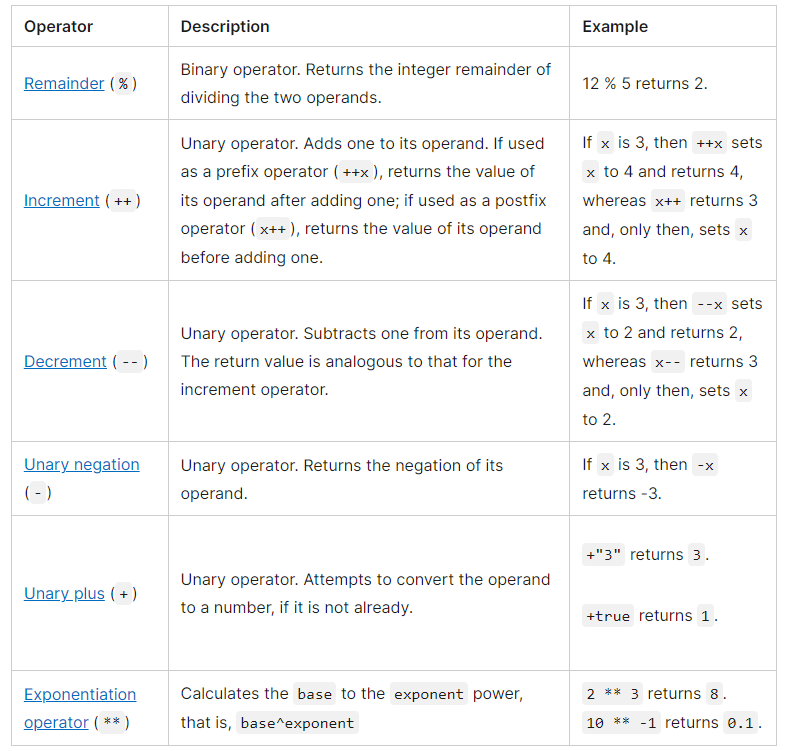 Operator Description Example
Remainder ( % )
Binary operator. Returns the integer remainder of
dividing the two operands.
12 % 5 returns 2.
Increment ( ++ )
Unary operator. Adds one to its operand. If used
as a prefix operator ( ++x ), returns the value of
its operand after adding one; if used as a postfix
operator ( x++ ), returns the value of its operand
before adding one.
If x is 3, then ++x sets
x to 4 and returns 4,
whereas x++ returns 3
and, only then, sets x
to 4.
Decrement ( -- )
Unary operator. Subtracts one from its operand.
The return value is analogous to that for the
increment operator.
If x is 3, then --x sets
x to 2 and returns 2,
whereas x-- returns 3
and, only then, sets x
to 2.
Unary negation
( - )
Unary operator. Returns the negation of its
operand.
If x is 3, then -x
returns -3.
Unary plus ( + )
Unary operator. Attempts to convert the operand
to a number, if it is not already.
+"3" returns 3 .
+true returns 1 .
Exponentiation
operator ( ** )
Calculates the base to the exponent power,
that is, base^exponent
2 ** 3 returns 8 .
10 ** -1 returns 0.1 .